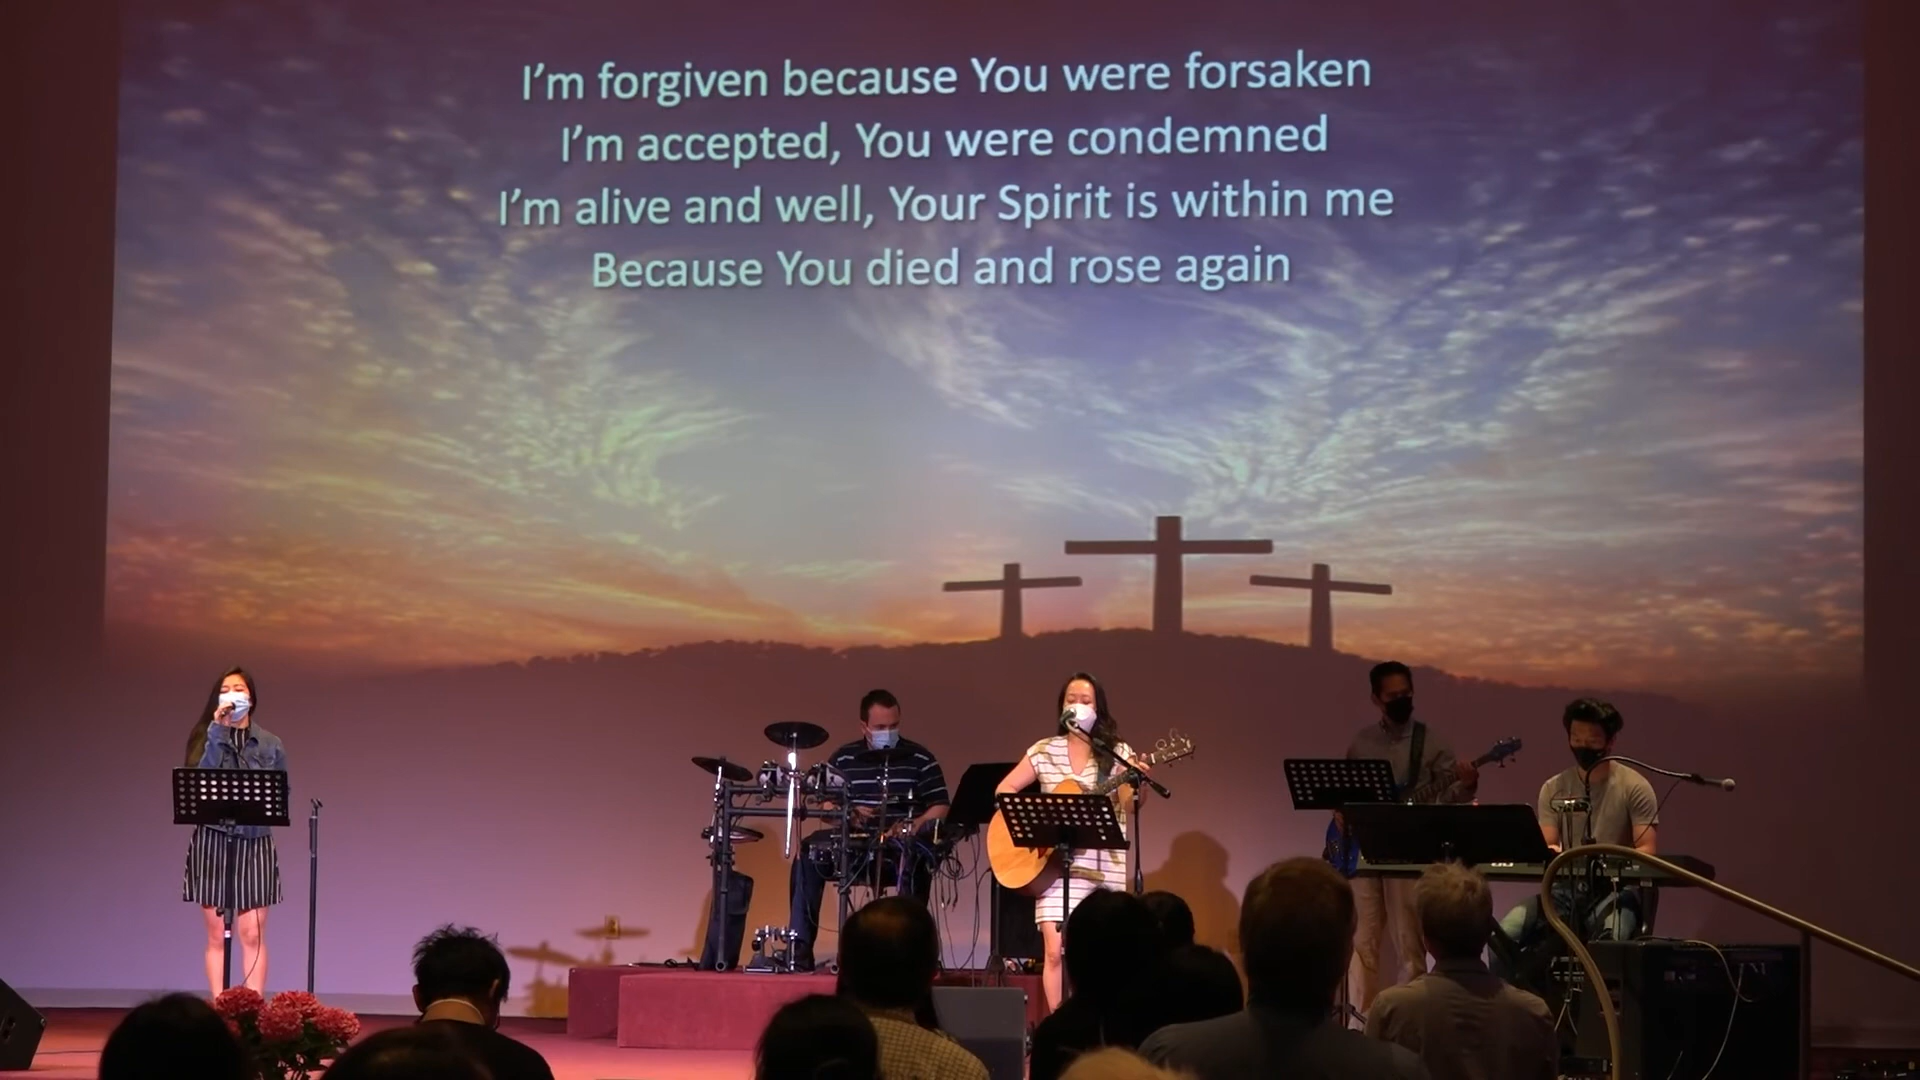 I'm forgiven because You were forsaken
I'm accepted, You were condemned
I'm alive and well, Your Spirit is within me
Because You died and rose again